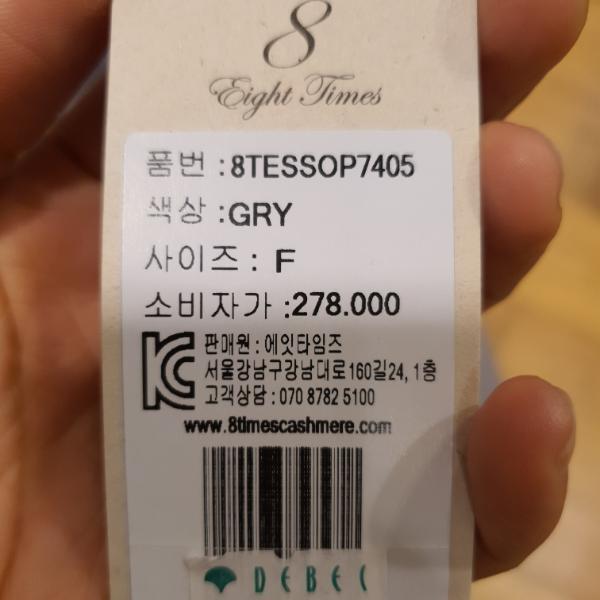 8
Eight Times
품번 : 8TESSOP7405
색상 : GRY
사이즈 : F
소비자가 : 278.000
판매원 : 에잇타임즈
서울강남구강남대로160길24, 1층
고객상담 : 070 8782 5100
www.8timescashmere.com
DEBEC